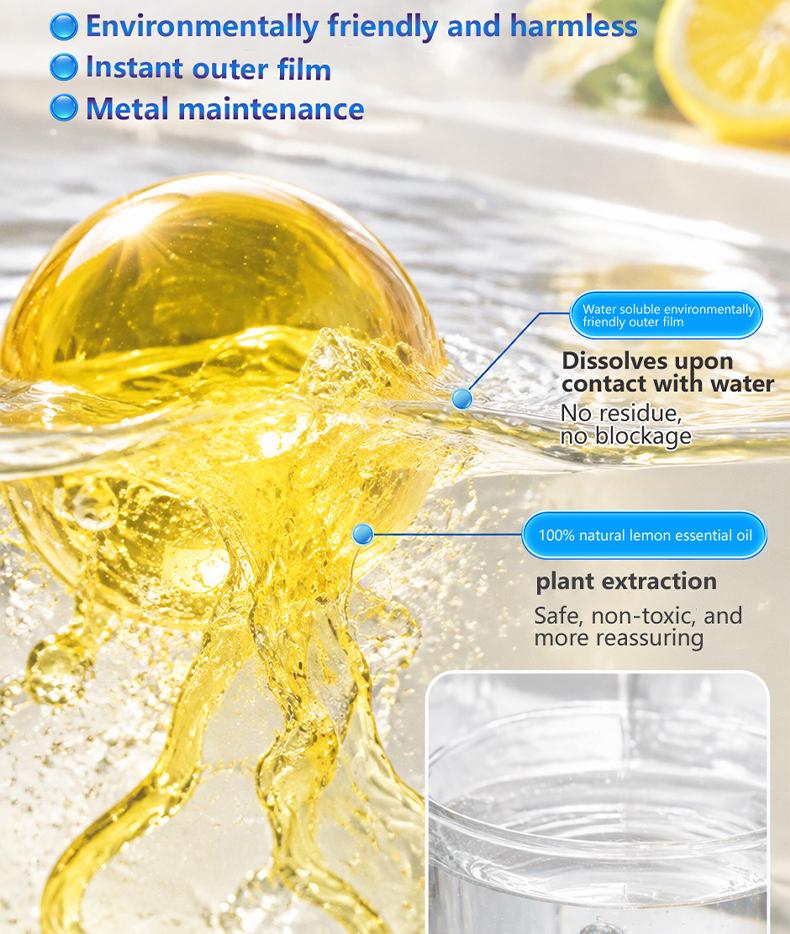 Environmentally friendly and harmless
Instant outer film
Metal maintenance
Water soluble environmentally
friendly outer film
Dissolves upon
contact with water
No residue,
no blockage
100% natural lemon essential oil
plant extraction
Safe, non-toxic, and
more reassuring